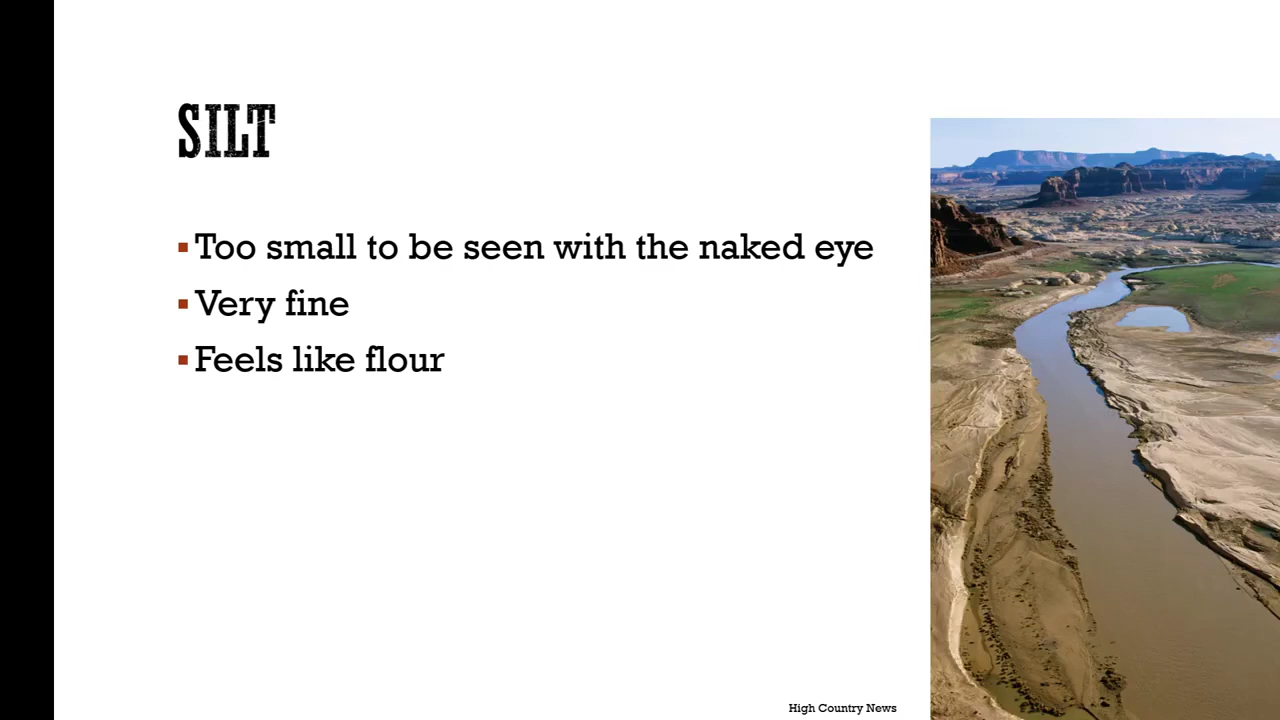 SILT
Too small to be seen with the naked eye
Very fine
Feels like flour
High Country News